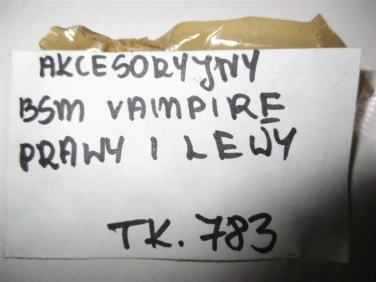 AKCESORYJNY
BSM VAMPIRE
PRAWY I LEWY
TK. 783